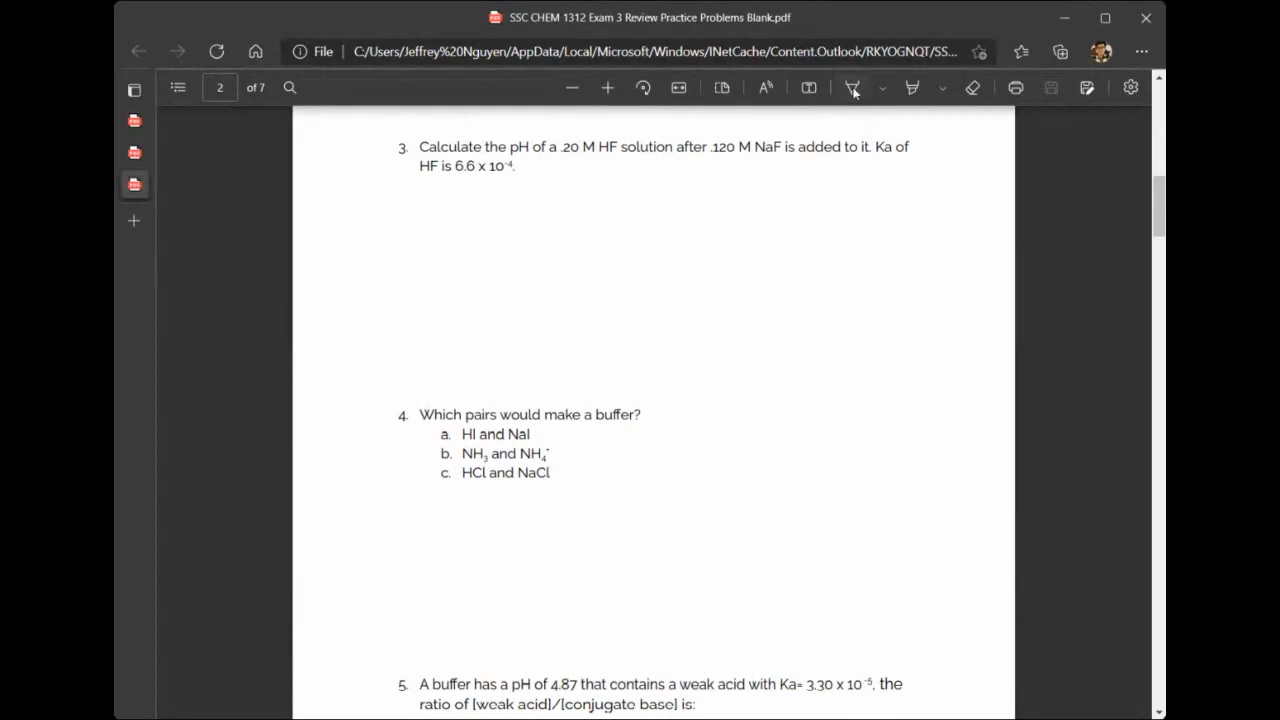 SSC CHEM 1312 Exam 3 Review Practice Problems Blank.pdf
File C:/Users/Jeffrey%20Nguyen/AppData/Local/Microsoft/Windows/INetCache/Content.Outlook/RKYOGNQT/SS...
2 of 7
3. Calculate the pH of a .20 M HF solution after .120 M NaF is added to it. Ka of
HF is 6.6 x 10⁻⁴.
4. Which pairs would make a buffer?
a. HI and NaI
b. NH₃ and NH₄⁺
c. HCl and NaCl
5. A buffer has a pH of 4.87 that contains a weak acid with Ka= 3.30 x 10⁻⁵, the
ratio of [weak acid]/[conjugate base] is: